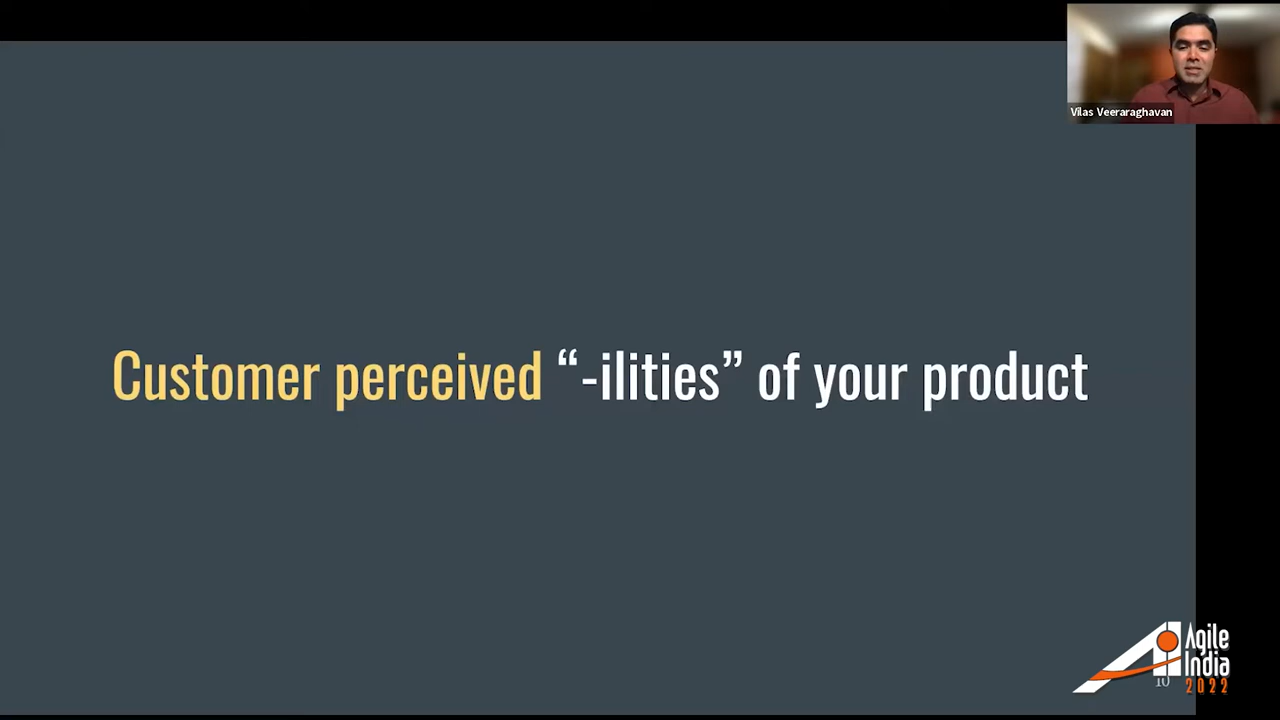 Vilas Veeraraghavan
Customer perceived “-ilities” of your product
Agile
India
2022
10